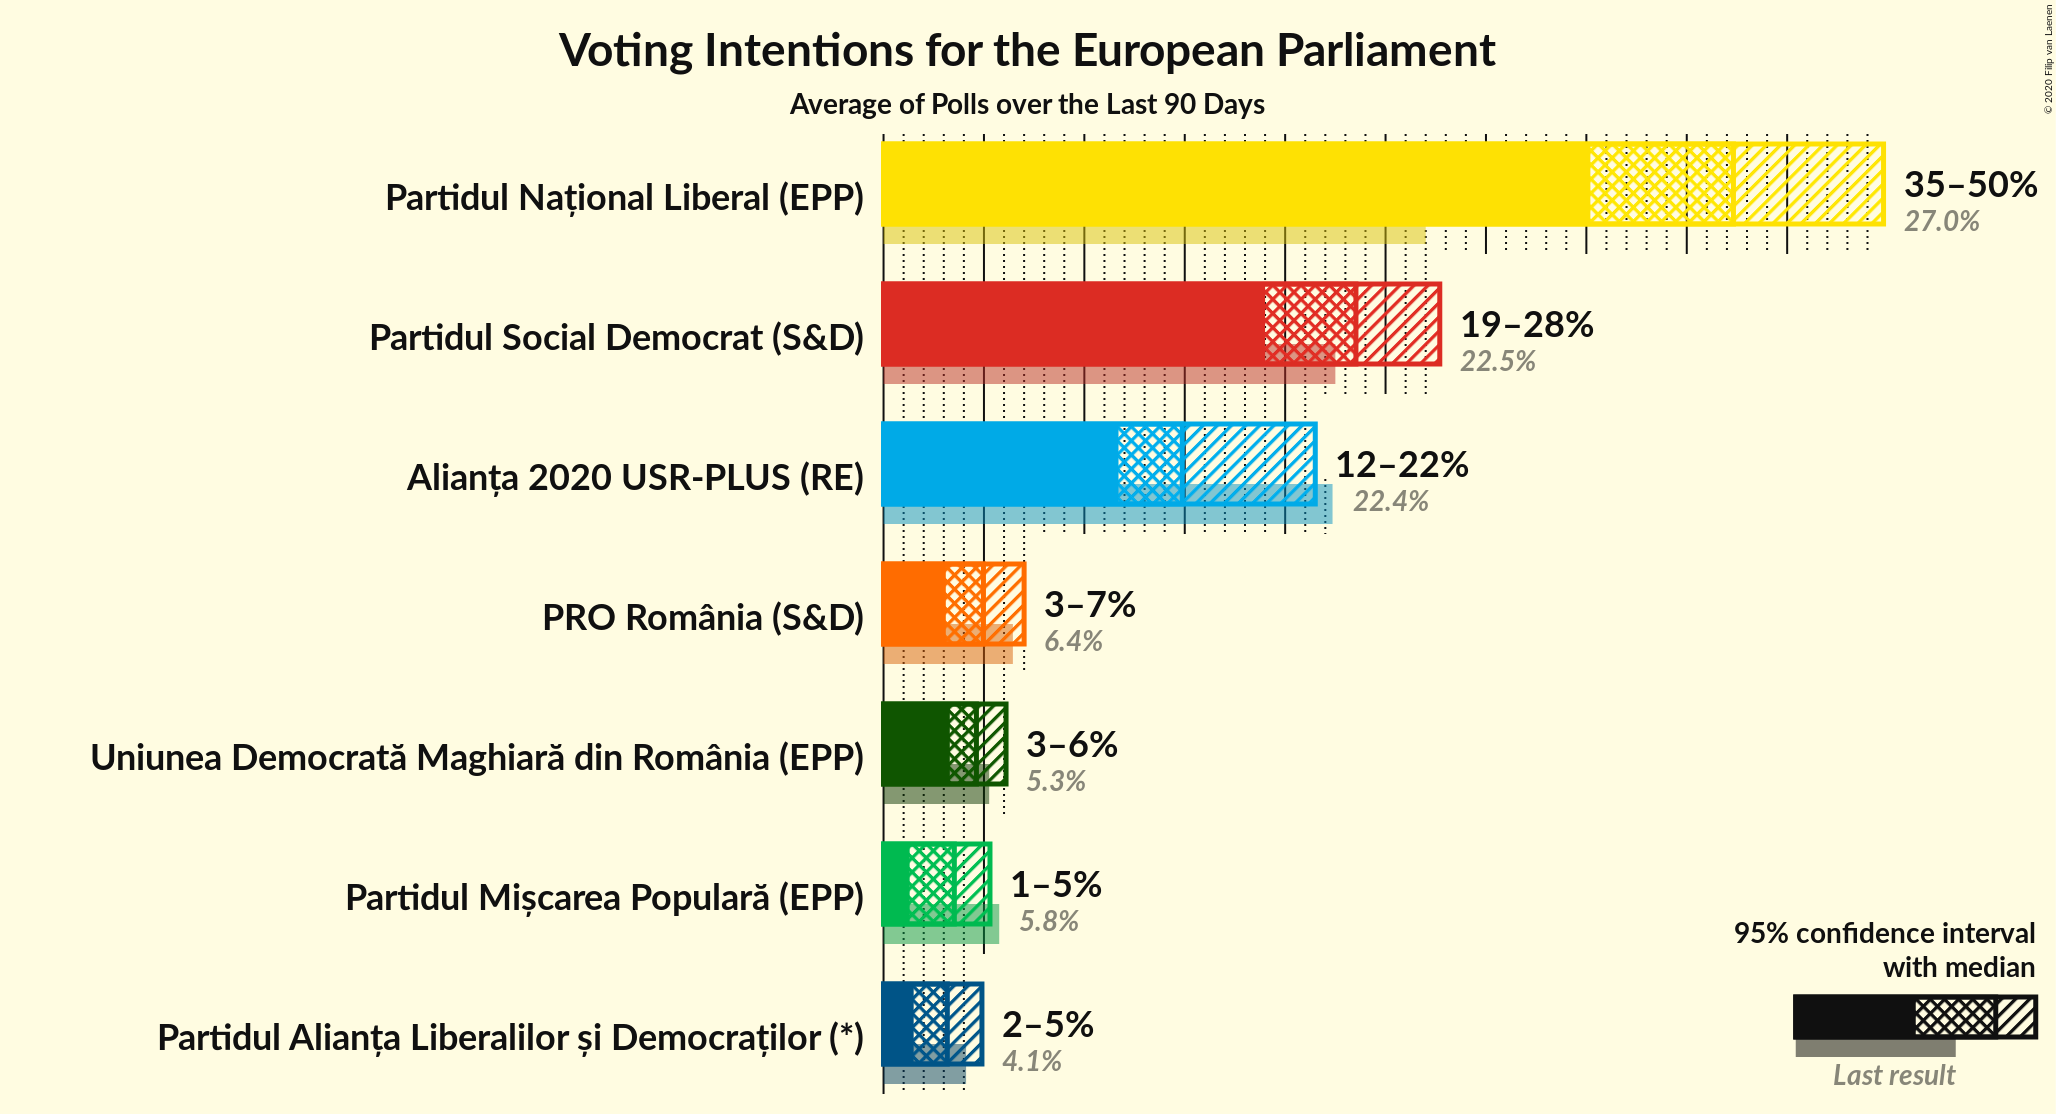 Voting Intentions for the European Parliament
Average of Polls over the Last 90 Days
© 2020 Filip van Laenen
Partidul Național Liberal (EPP)
35–50%
27.0%
Partidul Social Democrat (S&D)
19–28%
22.5%
Alianța 2020 USR-PLUS (RE)
12–22%
22.4%
PRO România (S&D)
3–7%
6.4%
Uniunea Democrată Maghiară din România (EPP)
3–6%
5.3%
Partidul Mișcarea Populară (EPP)
1–5%
5.8%
Partidul Alianța Liberalilor și Democraților (*)
2–5%
4.1%
95% confidence interval
with median
Last result